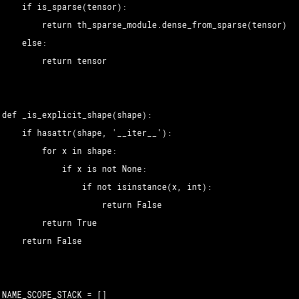 if is_sparse(tensor):
return th_sparse_module.dense_from_sparse(tensor)
else:
return tensor
def _is_explicit_shape(shape):
if hasattr(shape, '__iter__'):
for x in shape:
if x is not None:
if not isinstance(x, int):
return False
return True
return False
NAME_SCOPE_STACK = []